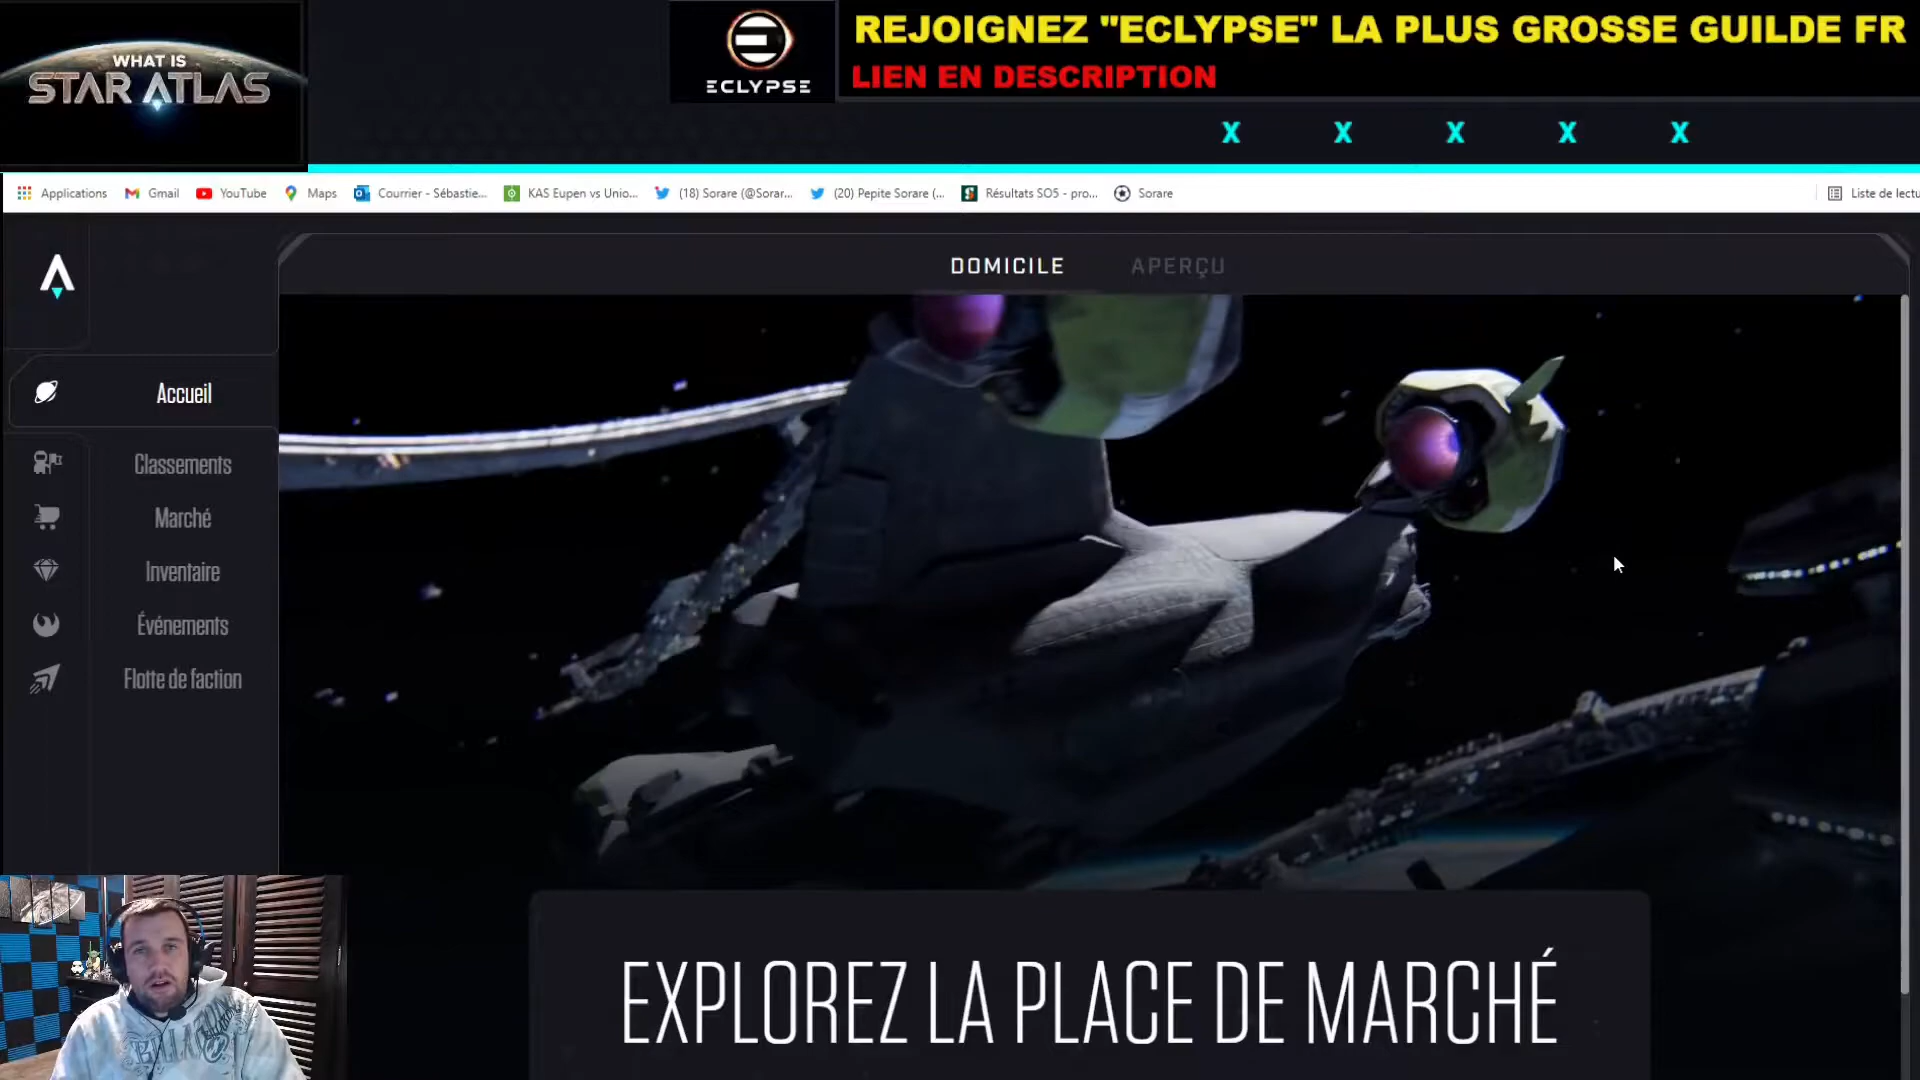 WHAT IS
STAR ATLAS
ECLYPSE
REJOIGNEZ "ECLYPSE" LA PLUS GROSSE GUILDE FR
LIEN EN DESCRIPTION
X X X X X
Applications Gmail YouTube Maps Courrier - Sébastie... KAS Eupen vs Unio... (18) Sorare (@Sorar... (20) Pepite Sorare (... Résultats SO5 - pro... Sorare Liste de lectu
DOMICILE APERÇU
Accueil
Classements
Marché
Inventaire
Événements
Flotte de faction
EXPLOREZ LA PLACE DE MARCHÉ